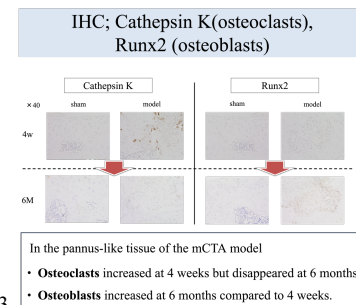 IHC; Cathepsin K(osteoclasts),
Runx2 (osteoblasts)
Cathepsin K
Runx2
×40
sham
model
sham
model
4w
6M
In the pannus-like tissue of the mCTA model
• Osteoclasts increased at 4 weeks but disappeared at 6 months
• Osteoblasts increased at 6 months compared to 4 weeks.
3